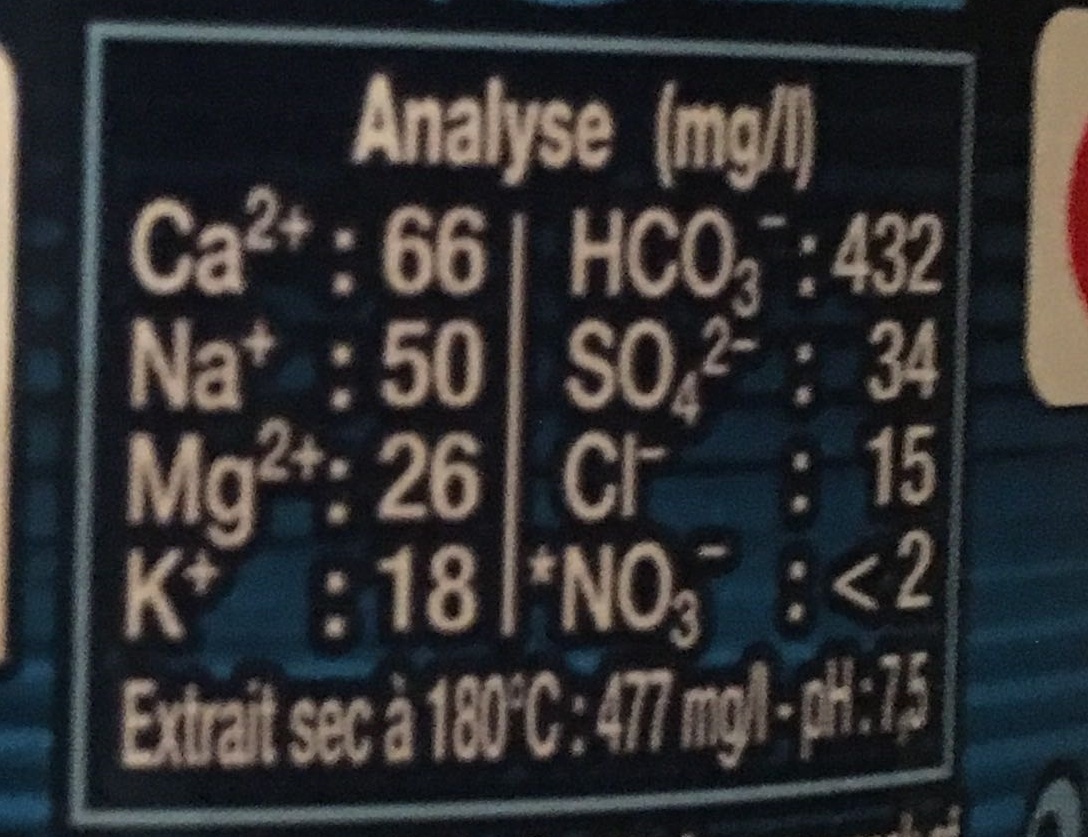 Analyse (mg/l)
Ca²⁺ : 66 | HCO₃⁻ : 432
Na⁺ : 50 | SO₄²⁻ : 34
Mg²⁺ : 26 | Cl⁻ : 15
K⁺ : 18 | *NO₃⁻ : < 2
Extrait sec à 180°C : 477 mg/l - pH : 7,5